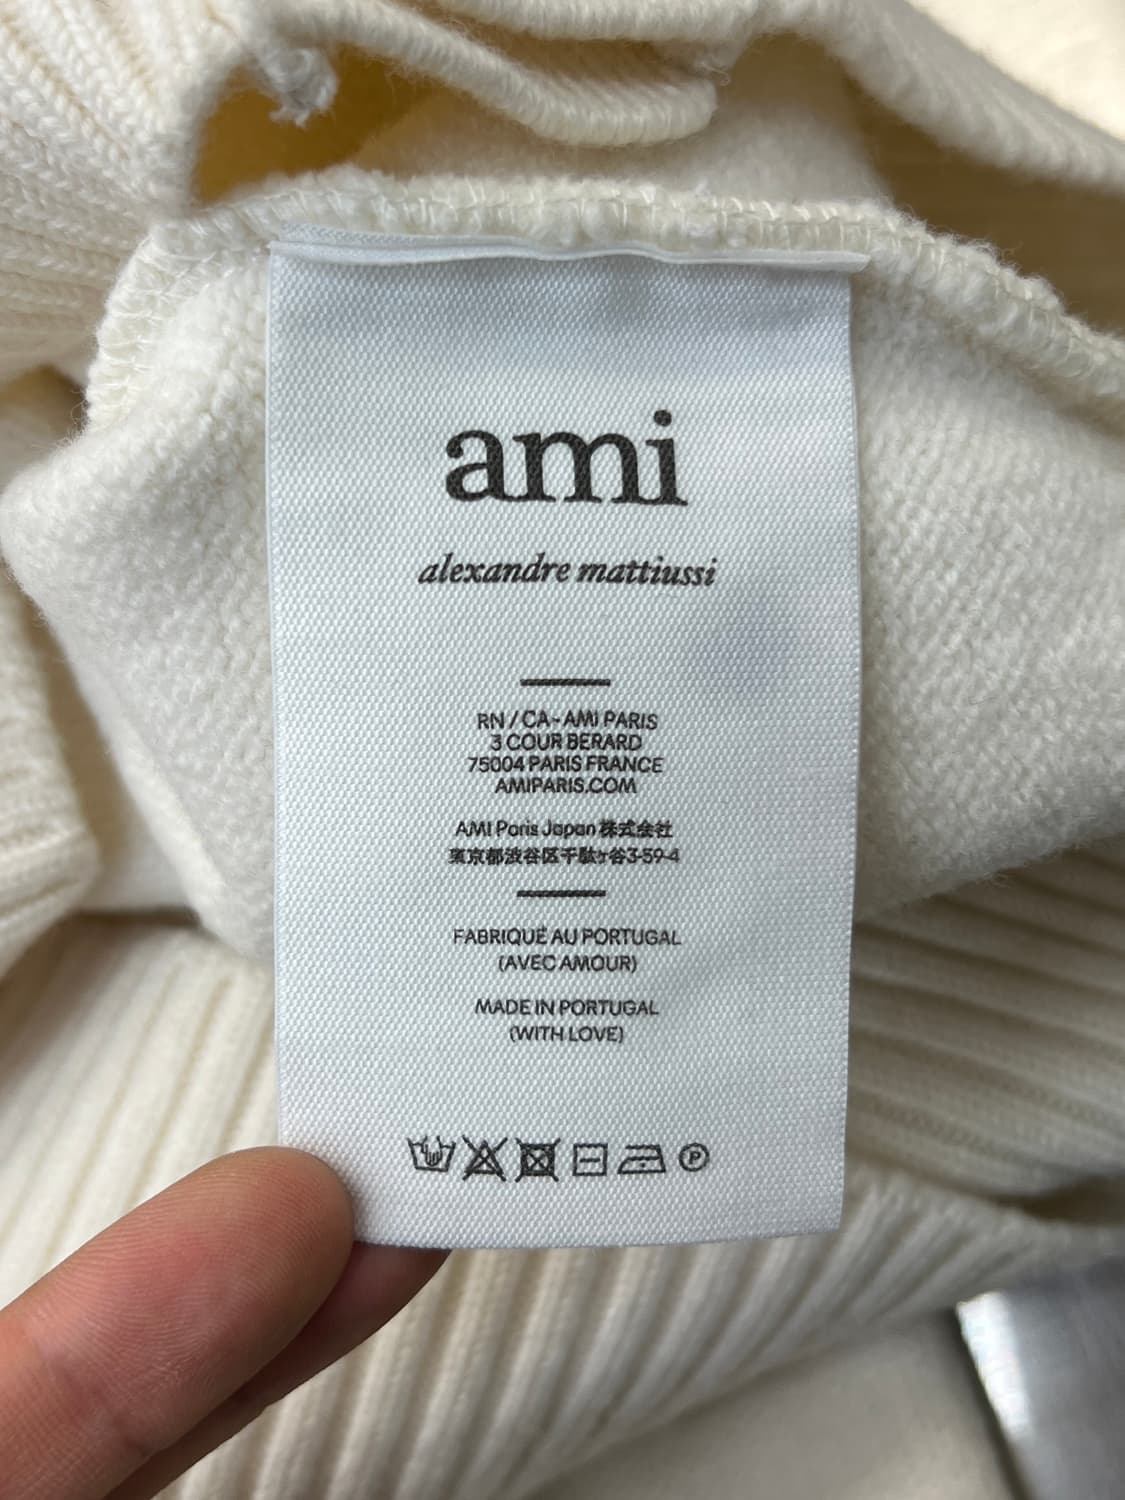 ami
alexandre mattiussi
RN / CA - AMI PARIS
3 COUR BERARD
75004 PARIS FRANCE
AMIPARIS.COM
AMI Paris Japan 株式会社
東京都渋谷区千駄ヶ谷3-59-4
FABRIQUÉ AU PORTUGAL
(AVEC AMOUR)
MADE IN PORTUGAL
(WITH LOVE)
P